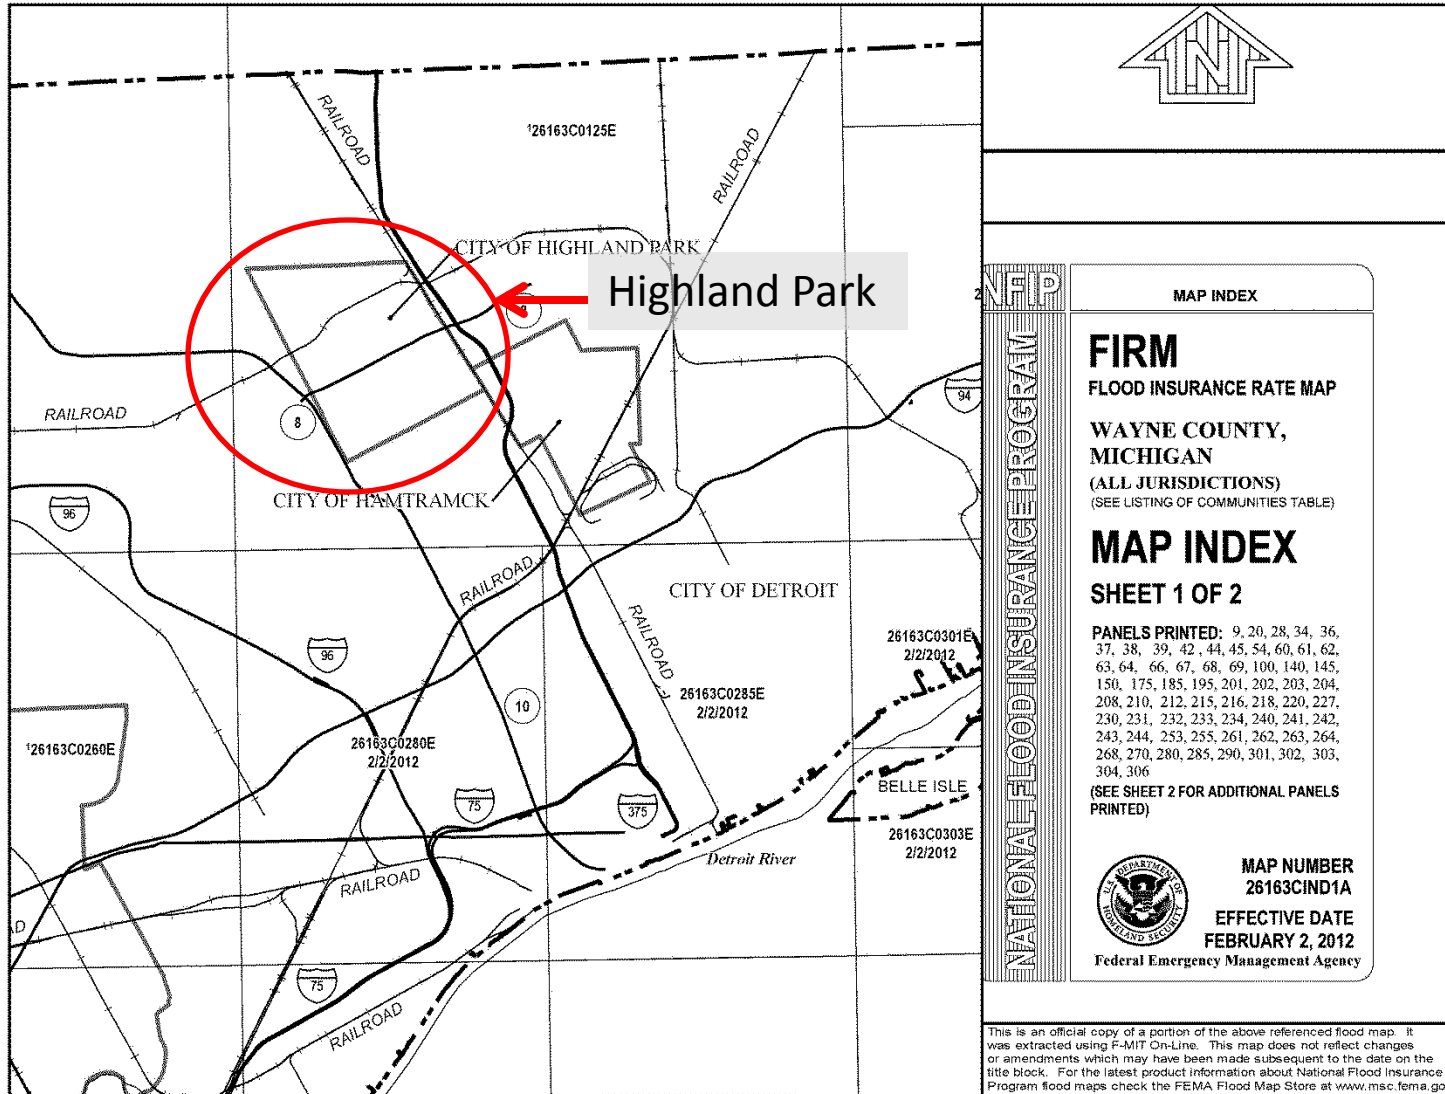 RAILROAD
¹26163C0125E
RAILROAD
CITY OF HIGHLAND PARK
Highland Park
RAILROAD
8
94
CITY OF HAMTRAMCK
96
RAILROAD
CITY OF DETROIT
RAILROAD
96
26163C0301E
2/2/2012
26163C0285E
2/2/2012
10
¹26163C0260E
26163C0280E
2/2/2012
75
375
BELLE ISLE
26163C0303E
2/2/2012
Detroit River
RAILROAD
75
RAILROAD
N
NFIP
NATIONAL FLOOD INSURANCE PROGRAM
MAP INDEX
FIRM
FLOOD INSURANCE RATE MAP
WAYNE COUNTY,
MICHIGAN
(ALL JURISDICTIONS)
(SEE LISTING OF COMMUNITIES TABLE)
MAP INDEX
SHEET 1 OF 2
PANELS PRINTED: 9, 20, 28, 34, 36,
37, 38, 39, 42 , 44, 45, 54, 60, 61, 62,
63, 64, 66, 67, 68, 69, 100, 140, 145,
150, 175, 185, 195, 201, 202, 203, 204,
208, 210, 212, 215, 216, 218, 220, 227,
230, 231, 232, 233, 234, 240, 241, 242,
243, 244, 253, 255, 261, 262, 263, 264,
268, 270, 280, 285, 290, 301, 302, 303,
304, 306
(SEE SHEET 2 FOR ADDITIONAL PANELS
PRINTED)
U.S. DEPARTMENT OF
HOMELAND SECURITY
MAP NUMBER
26163CIND1A
EFFECTIVE DATE
FEBRUARY 2, 2012
Federal Emergency Management Agency
This is an official copy of a portion of the above referenced flood map. It
was extracted using F-MIT On-Line. This map does not reflect changes
or amendments which may have been made subsequent to the date on the
title block. For the latest product information about National Flood Insurance
Program flood maps check the FEMA Flood Map Store at www.msc.fema.go